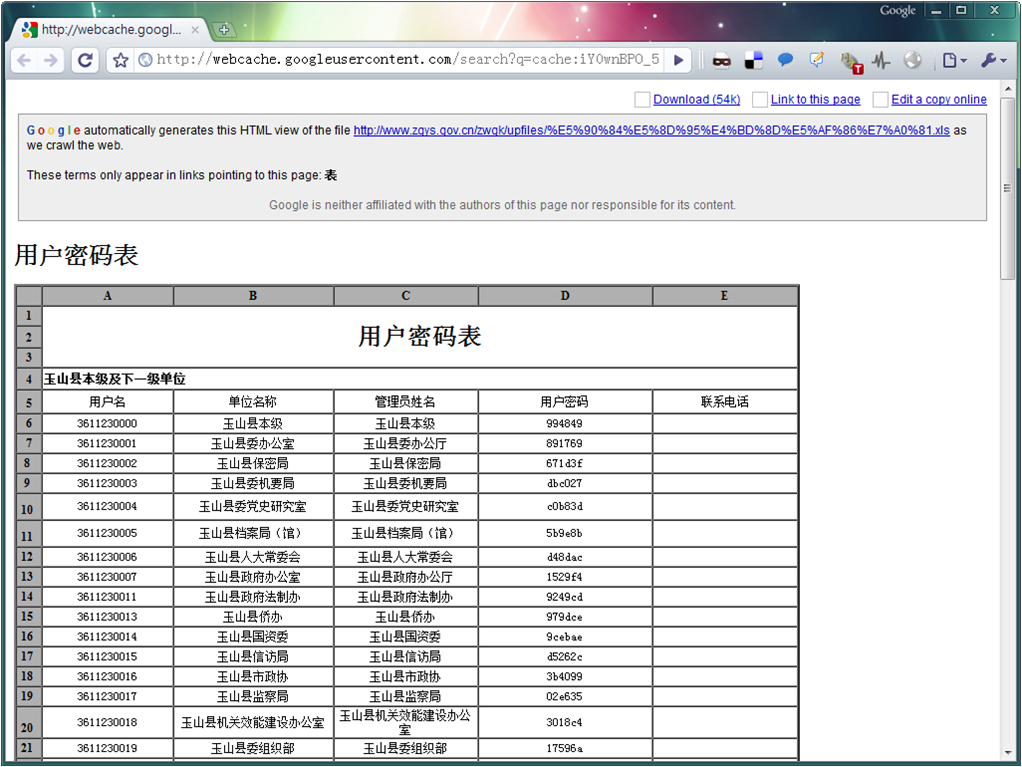 Google
http://webcache.googl...
http://webcache.googleusercontent.com/search?q=cache:iY0wnBPO_5
Download (54k) Link to this page Edit a copy online
Google automatically generates this HTML view of the file http://www.zgys.gov.cn/zwgk/upfiles/%E5%90%84%E5%8D%95%E4%BD%8D%E5%AF%86%E7%A0%81.xls as
we crawl the web.
These terms only appear in links pointing to this page: 表
Google is neither affiliated with the authors of this page nor responsible for its content.
用户密码表
A B C D E
1
2 用户密码表
3
4 玉山县本级及下一级单位
5 用户名 单位名称 管理员姓名 用户密码 联系电话
6 3611230000 玉山县本级 玉山县本级 994849
7 3611230001 玉山县委办公室 玉山县委办公厅 891769
8 3611230002 玉山县保密局 玉山县保密局 671d3f
9 3611230003 玉山县委机要局 玉山县委机要局 dbc027
10 3611230004 玉山县委党史研究室 玉山县委党史研究室 c0b83d
11 3611230005 玉山县档案局（馆） 玉山县档案局（馆） 5b9e8b
12 3611230006 玉山县人大常委会 玉山县人大常委会 d48dac
13 3611230007 玉山县政府办公室 玉山县政府办公厅 1529f4
14 3611230011 玉山县政府法制办 玉山县政府法制办 9249cd
15 3611230013 玉山县侨办 玉山县侨办 979dce
16 3611230014 玉山县国资委 玉山县国资委 9cebae
17 3611230015 玉山县信访局 玉山县信访局 d5262c
18 3611230016 玉山县市政协 玉山县市政协 3b4099
19 3611230017 玉山县监察局 玉山县监察局 02e635
20 3611230018 玉山县机关效能建设办公室 玉山县机关效能建设办公室 3018c4
21 3611230019 玉山县委组织部 玉山县委组织部 17596a